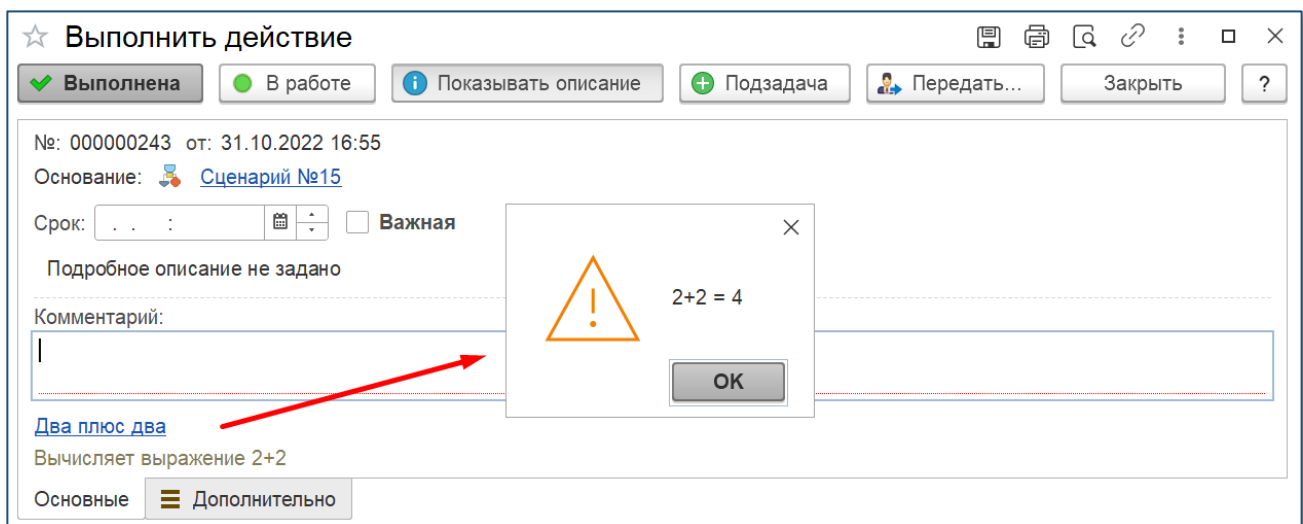 Выполнить действие
Выполнена В работе Показывать описание Подзадача Передать... Закрыть ?
№: 000000243 от: 31.10.2022 16:55
Основание: Сценарий №15
Срок: . . : Важная
Подробное описание не задано
2+2 = 4
Комментарий:
OK
Два плюс два
Вычисляет выражение 2+2
Основные Дополнительно